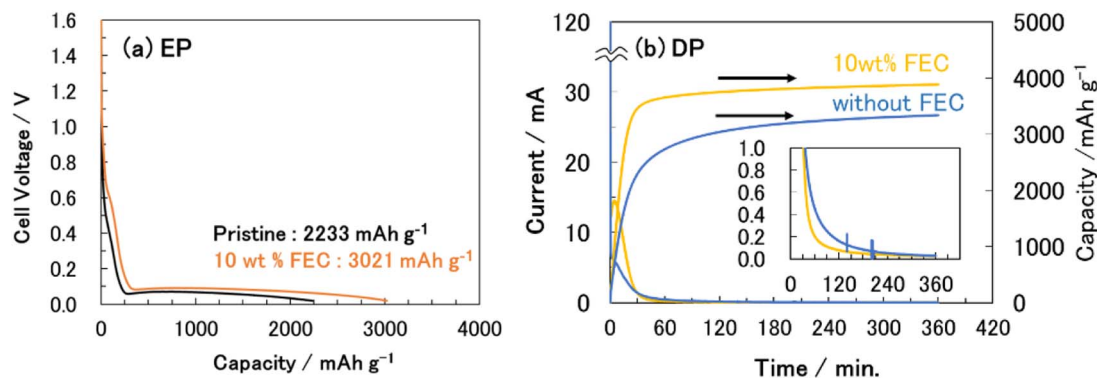 (a) EP
Cell Voltage / V
1.6
1.4
1.2
1.0
0.8
0.6
0.4
0.2
0.0
Pristine : 2233 mAh g⁻¹
10 wt % FEC : 3021 mAh g⁻¹
0 1000 2000 3000 4000
Capacity / mAh g⁻¹
(b) DP
Current / mA
120
30
20
10
0
10wt% FEC
without FEC
1.0
0.8
0.6
0.4
0.2
0.0
0 120 240 360
5000
4000
3000
2000
1000
0
Capacity /mAh g⁻¹
0 60 120 180 240 300 360 420
Time / min.